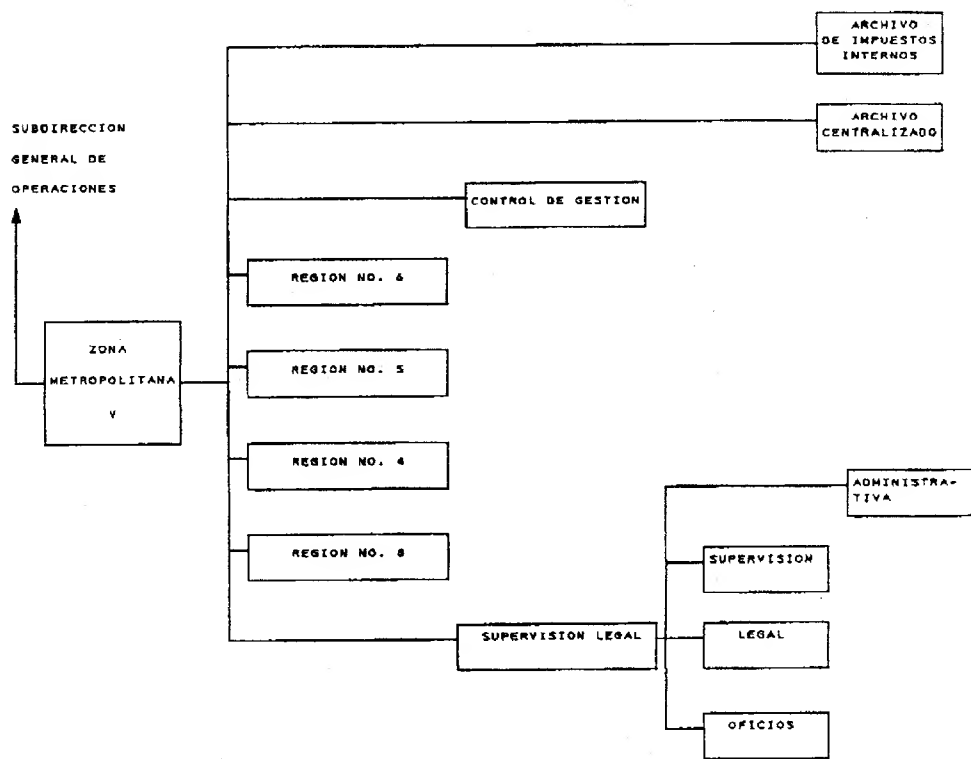 ARCHIVO
DE IMPUESTOS
INTERNOS
ARCHIVO
CENTRALIZADO
SUBDIRECCION
GENERAL DE
OPERACIONES
CONTROL DE GESTION
REGION NO. 6
ZONA
METROPOLITANA
V
REGION NO. 5
REGION NO. 4
REGION NO. 8
ADMINISTRA-
TIVA
SUPERVISION
SUPERVISION LEGAL
LEGAL
OFICIOS